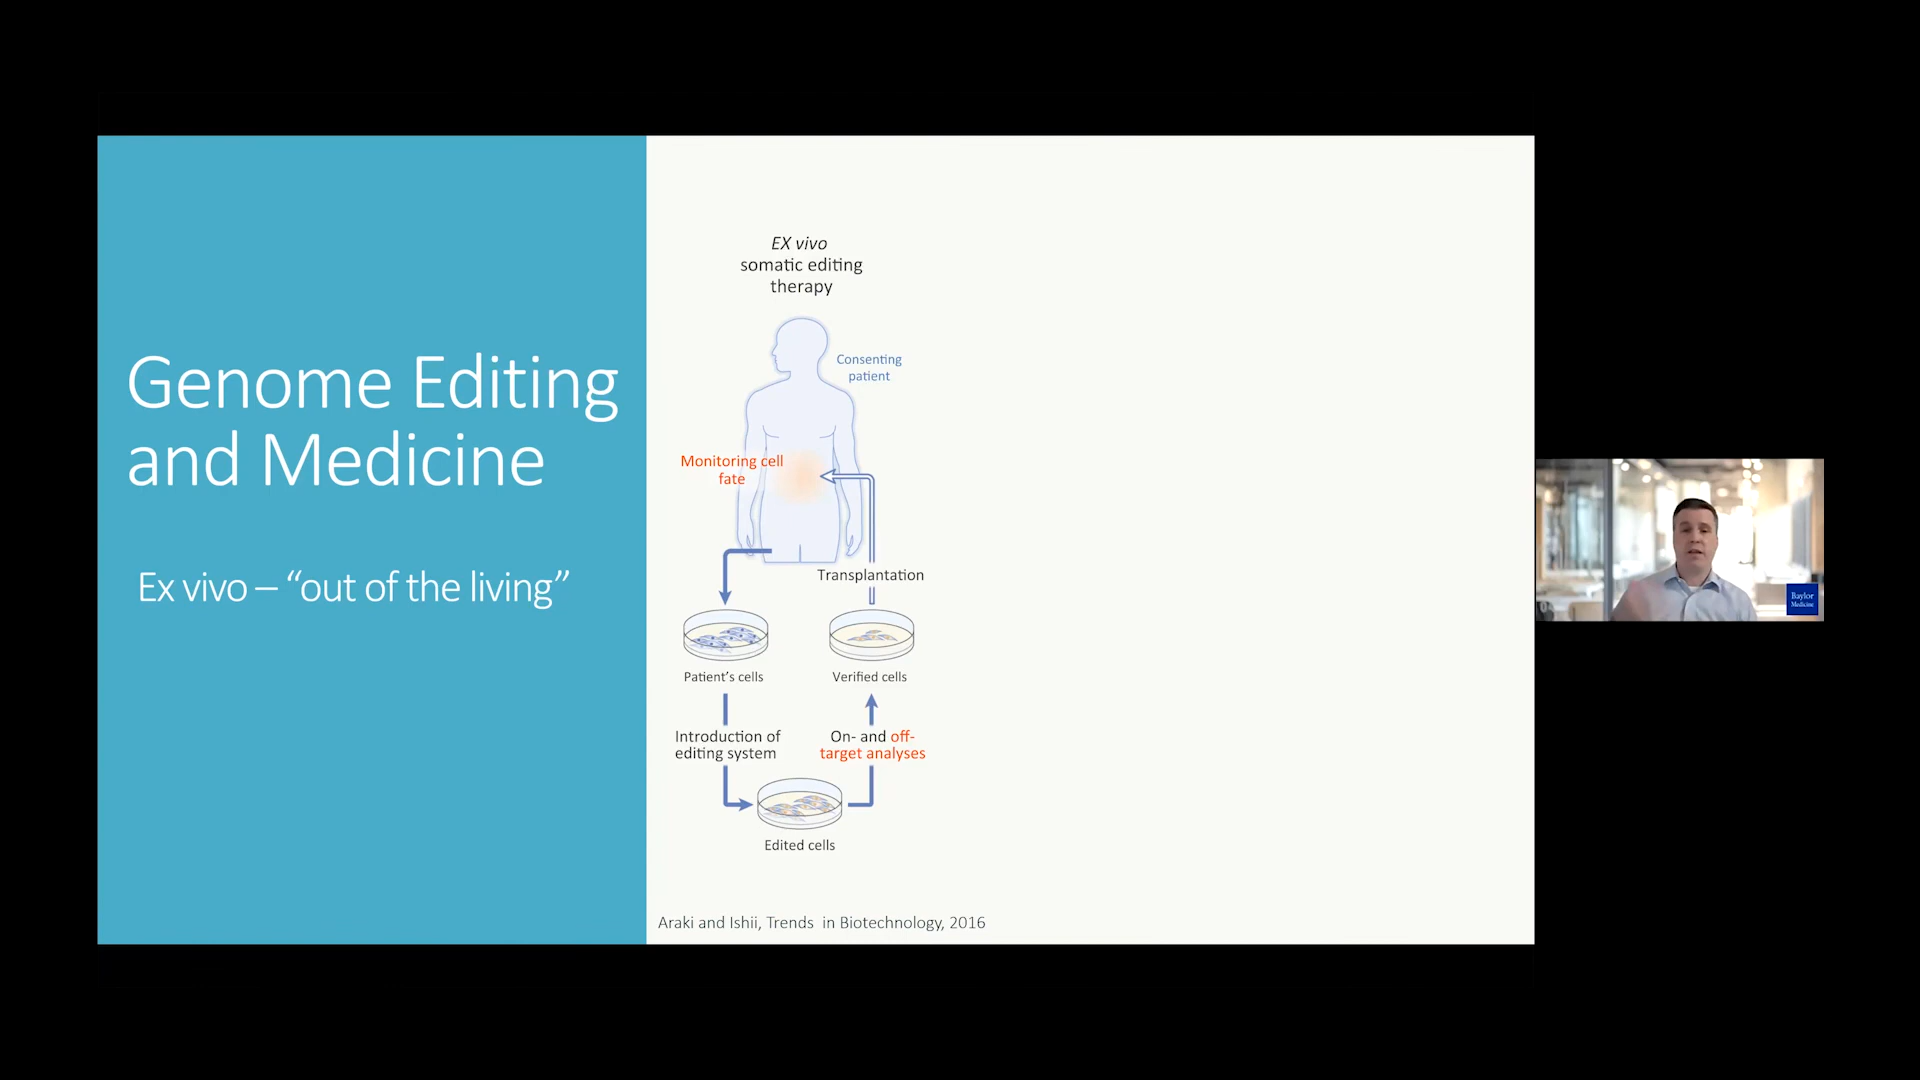 Genome Editing
and Medicine
Ex vivo – “out of the living”
EX vivo
somatic editing
therapy
Consenting
patient
Monitoring cell
fate
Transplantation
Patient’s cells
Verified cells
Introduction of
editing system
On- and off-
target analyses
Edited cells
Araki and Ishii, Trends in Biotechnology, 2016
Baylor
Medicine